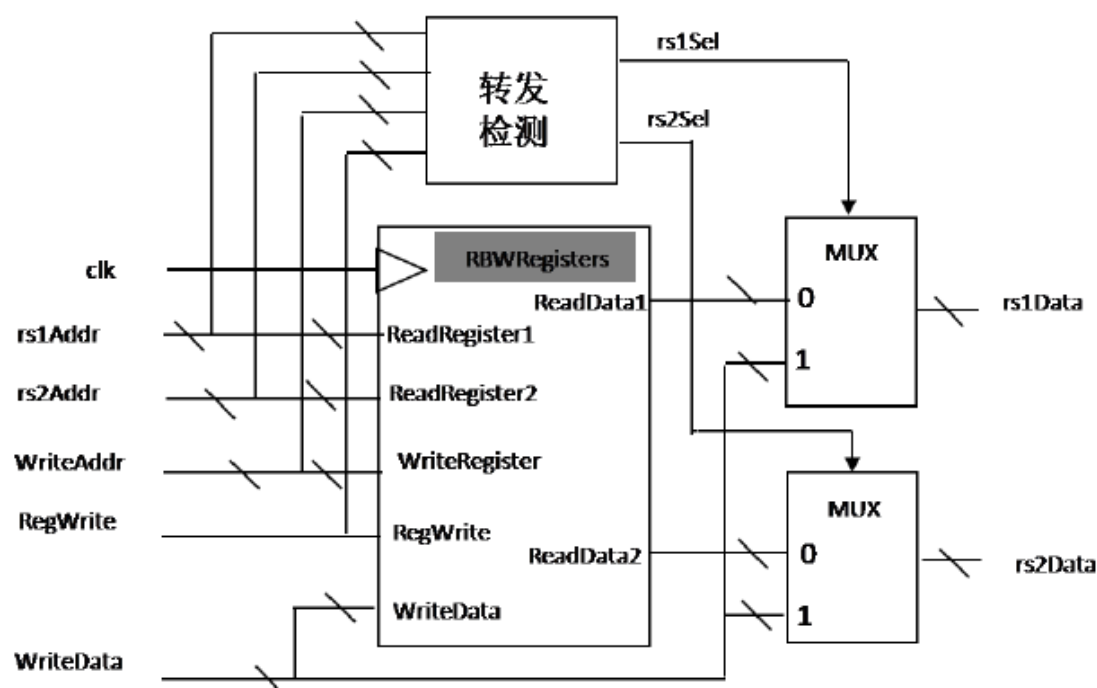 rs1Sel
转发
检测
rs2Sel
RBWRegisters
MUX
clk
ReadData1
0
rs1Data
rs1Addr
ReadRegister1
1
rs2Addr
ReadRegister2
WriteAddr
WriteRegister
MUX
RegWrite
RegWrite
ReadData2
0
rs2Data
WriteData
1
WriteData